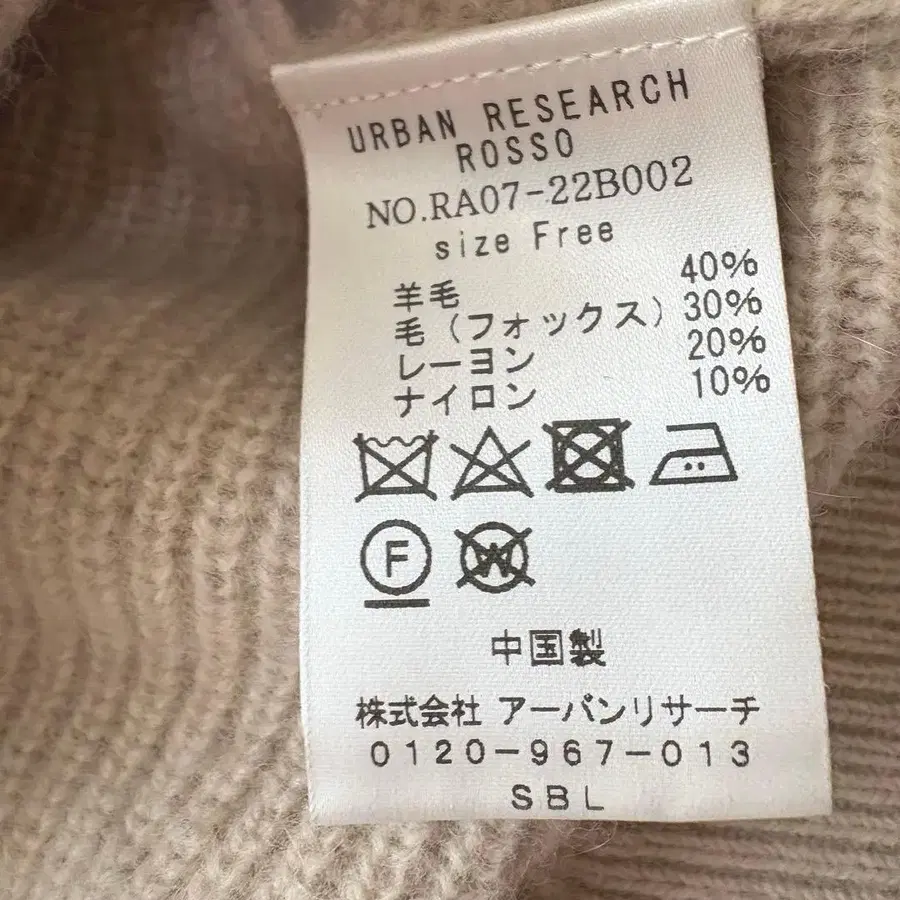 URBAN RESEARCH
ROSSO
NO.RA07-22B002
size Free
羊毛 40%
毛(フォックス) 30%
レーヨン 20%
ナイロン 10%
F W
中国製
株式会社 アーバンリサーチ
0120-967-013
SBL